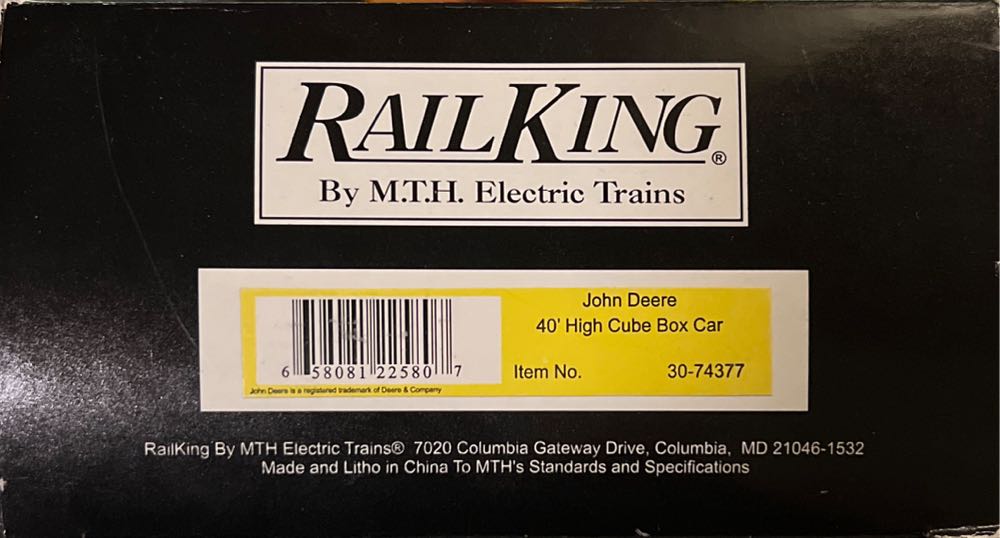 RAILKING®
By M.T.H. Electric Trains
John Deere
40' High Cube Box Car
6 58081 22580 7
Item No. 30-74377
John Deere is a registered trademark of Deere & Company
RailKing By MTH Electric Trains® 7020 Columbia Gateway Drive, Columbia, MD 21046-1532
Made and Litho in China To MTH's Standards and Specifications